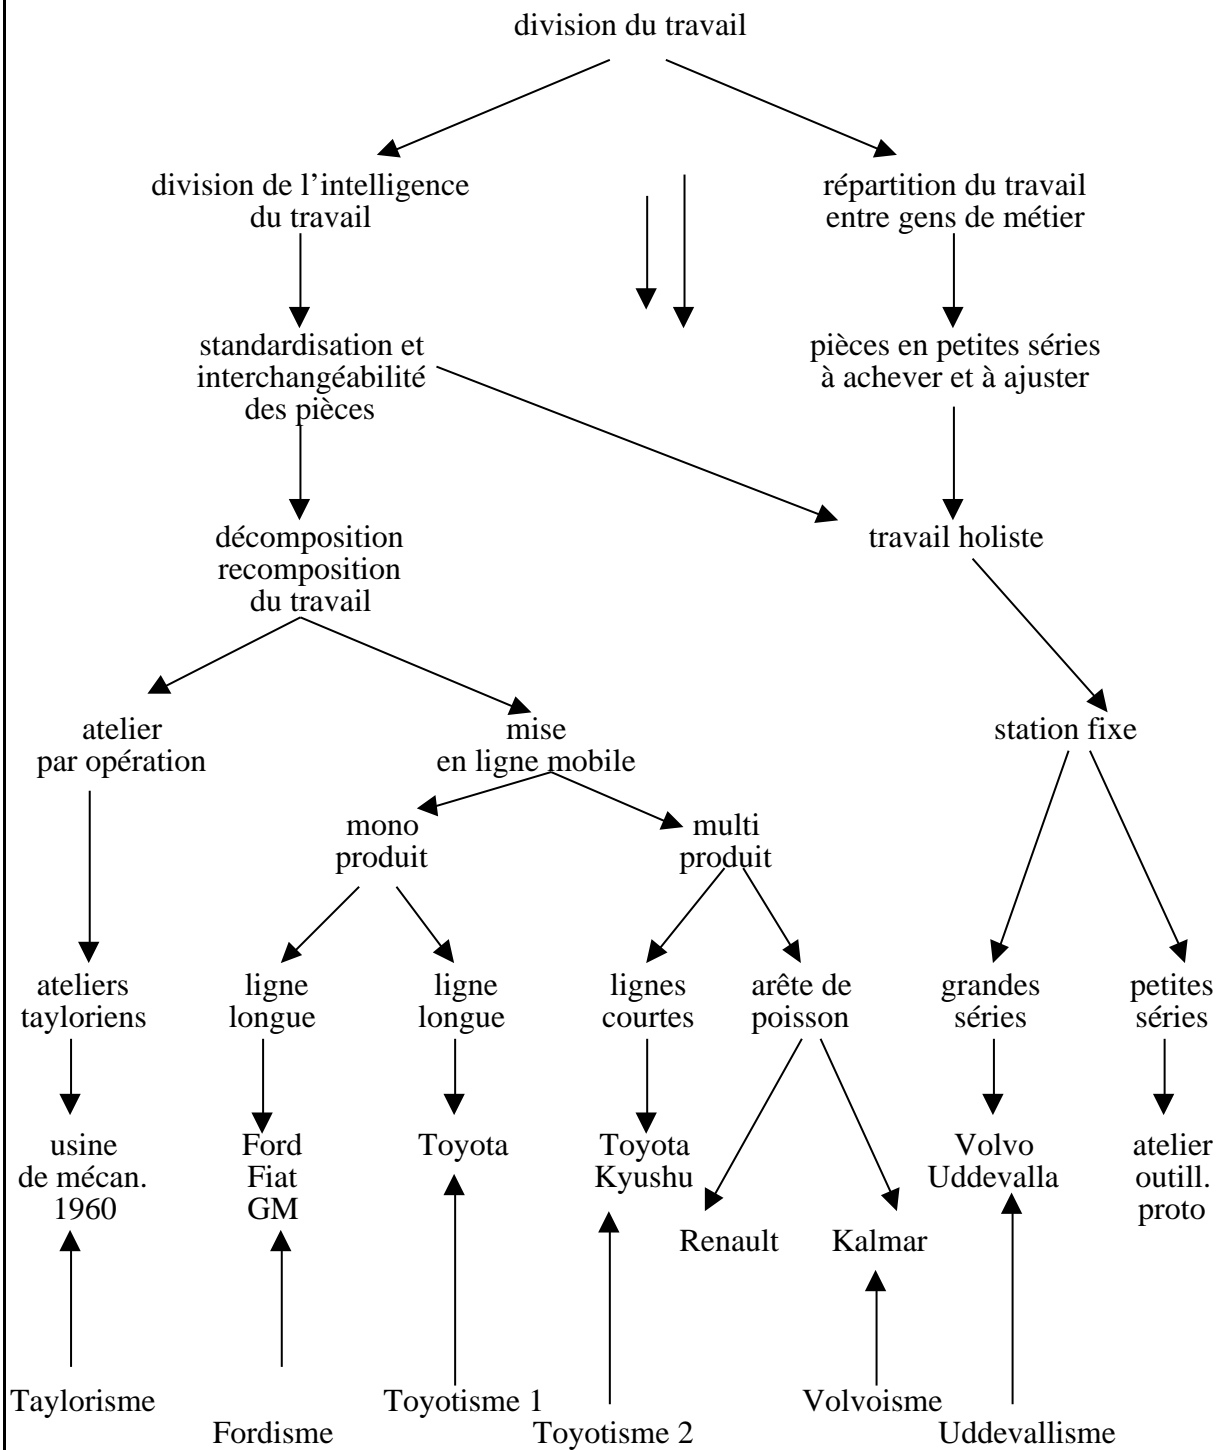 division du travail
division de l’intelligence
du travail
répartition du travail
entre gens de métier
standardisation et
interchangéabilité
des pièces
pièces en petites séries
à achever et à ajuster
décomposition
recomposition
du travail
travail holiste
atelier
par opération
mise
en ligne mobile
station fixe
mono
produit
multi
produit
ateliers
tayloriens
ligne
longue
ligne
longue
lignes
courtes
arête de
poisson
grandes
séries
petites
séries
usine
de mécan.
1960
Ford
Fiat
GM
Toyota
Toyota
Kyushu
Renault
Kalmar
Volvo
Uddevalla
atelier
outill.
proto
Taylorisme
Fordisme
Toyotisme 1
Toyotisme 2
Volvoisme
Uddevallisme